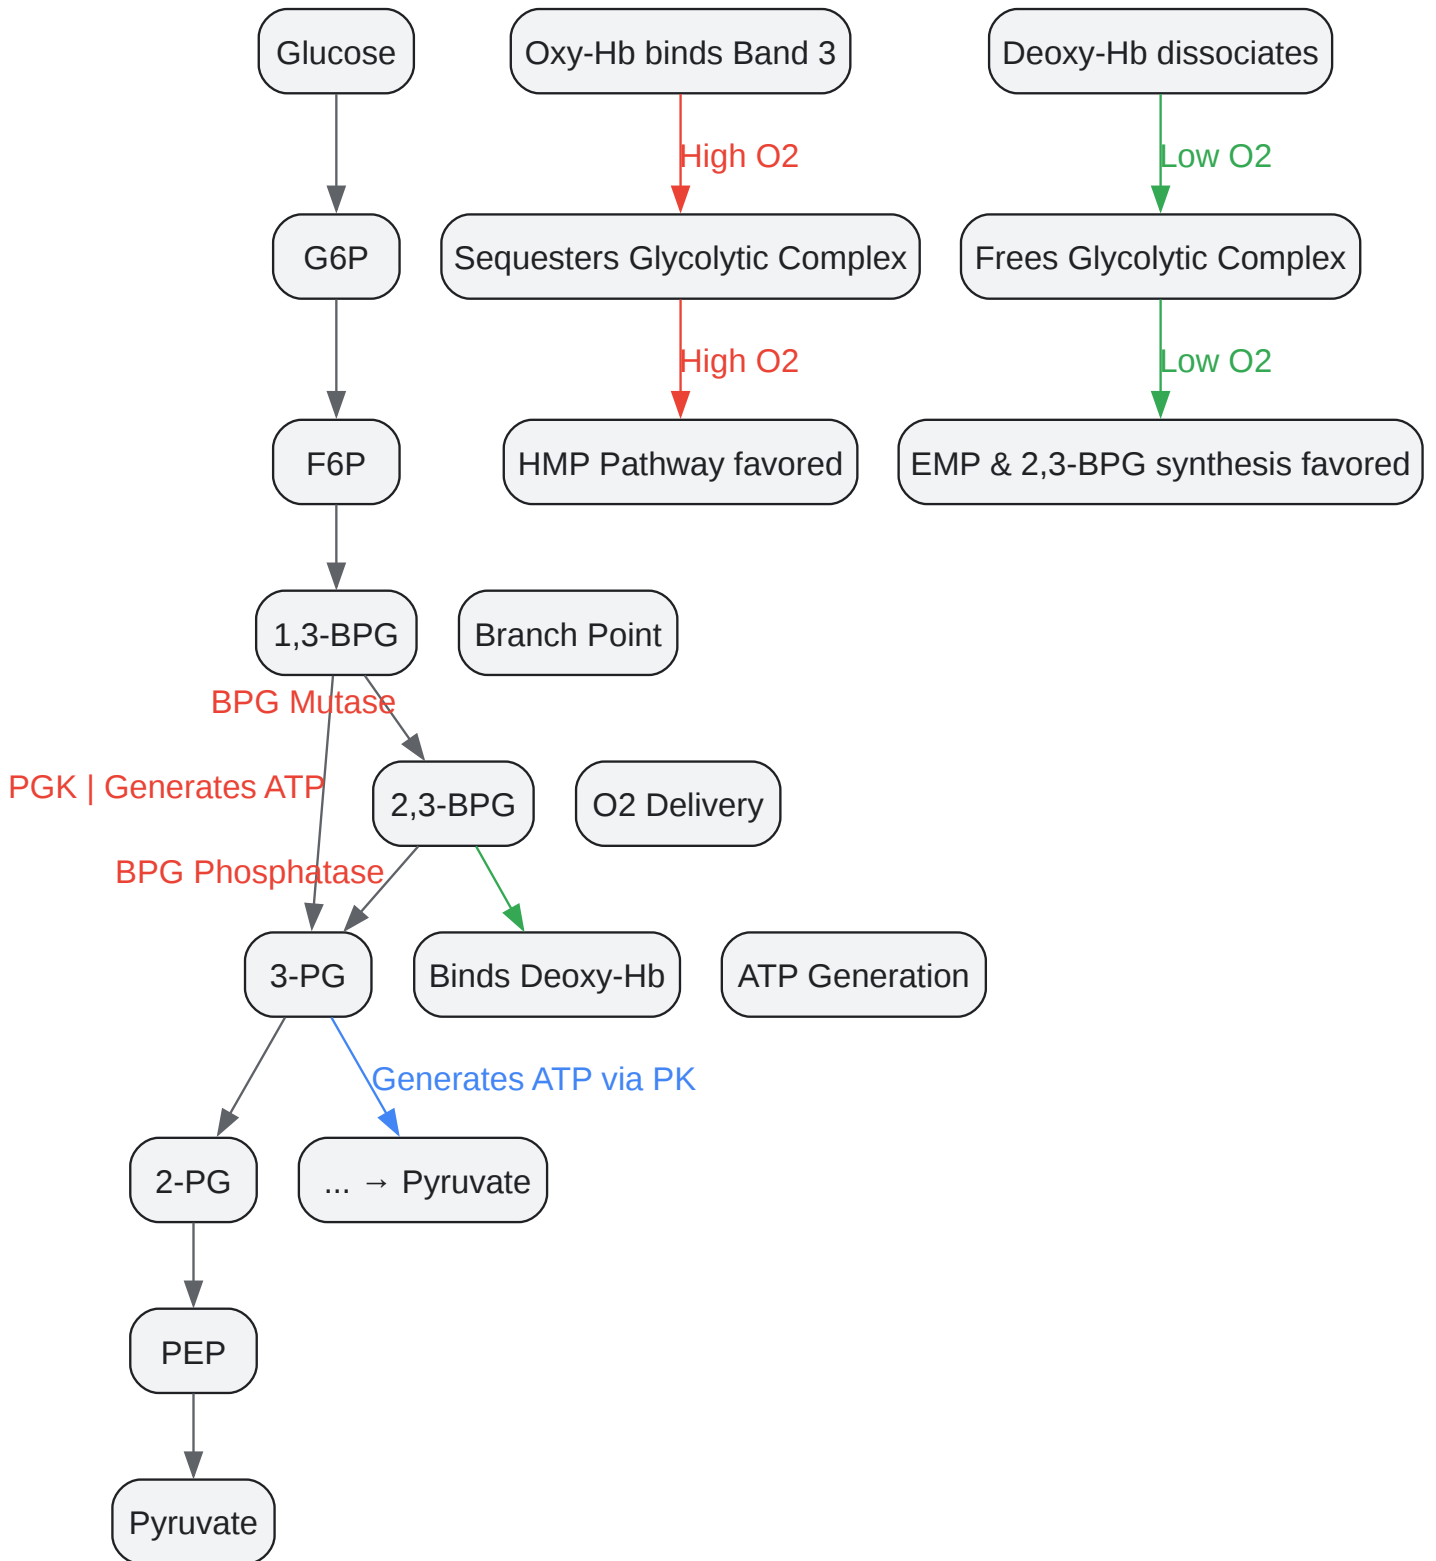 Glucose
Oxy-Hb binds Band 3
Deoxy-Hb dissociates
High O2
Low O2
G6P
Sequesters Glycolytic Complex
Frees Glycolytic Complex
High O2
Low O2
F6P
HMP Pathway favored
EMP & 2,3-BPG synthesis favored
1,3-BPG
Branch Point
BPG Mutase
PGK | Generates ATP
2,3-BPG
O2 Delivery
BPG Phosphatase
3-PG
Binds Deoxy-Hb
ATP Generation
Generates ATP via PK
2-PG
... → Pyruvate
PEP
Pyruvate